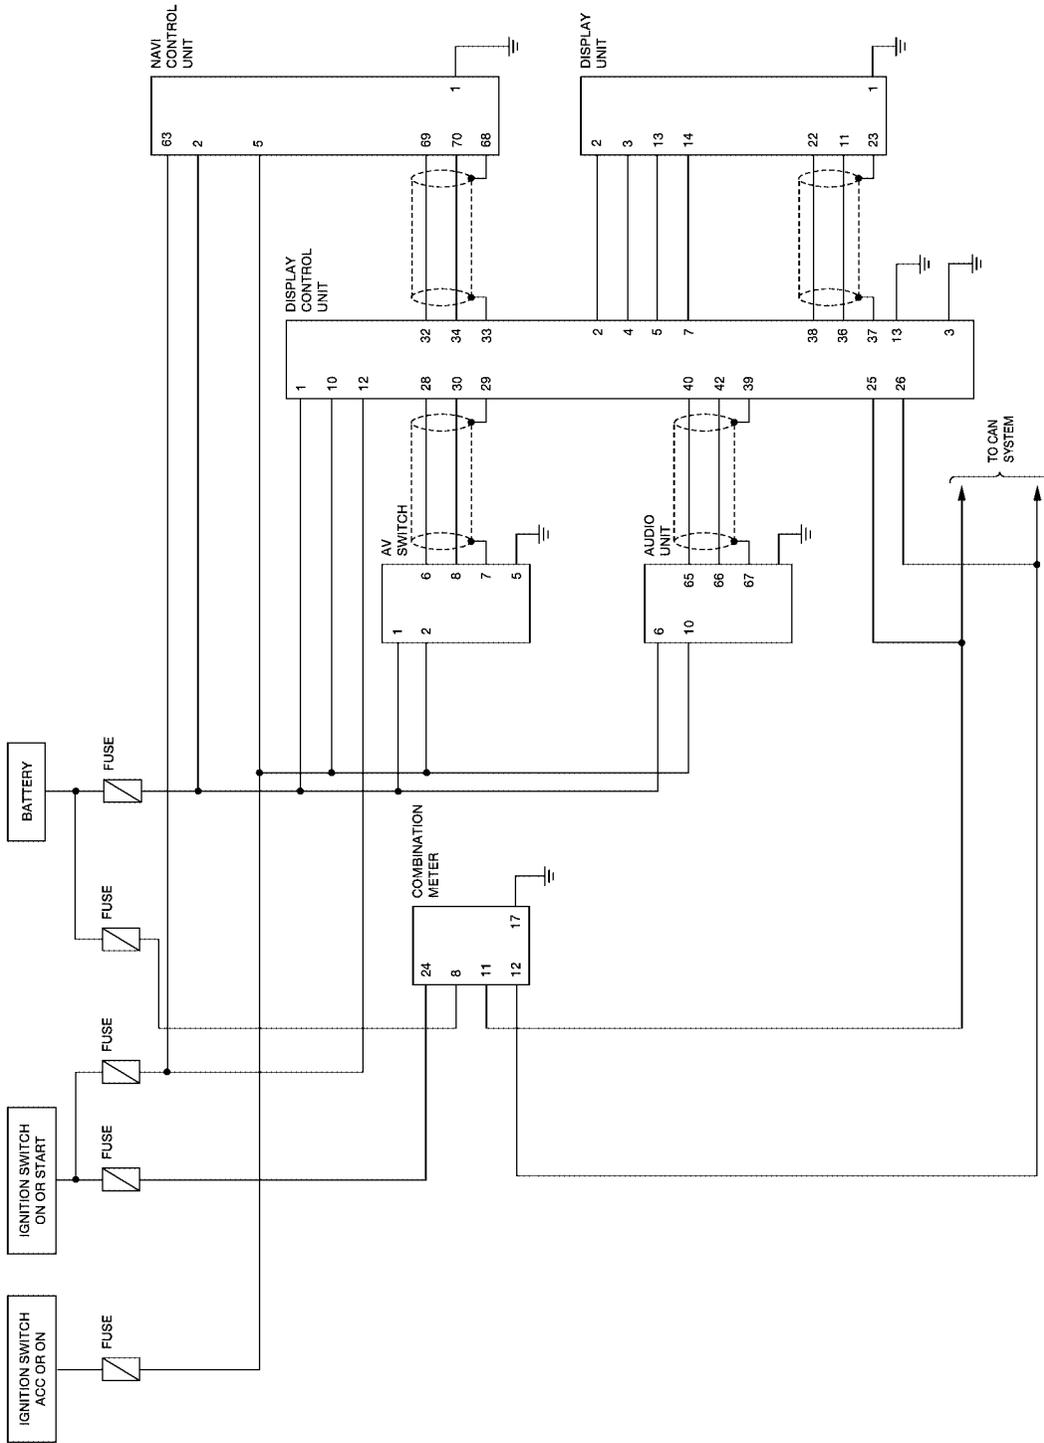 IGNITION SWITCH
ACC OR ON
IGNITION SWITCH
ON OR START
BATTERY
FUSE
FUSE
FUSE
FUSE
FUSE
NAVI
CONTROL
UNIT
63
2
5
69
70
68
1
DISPLAY
UNIT
2
3
13
14
22
11
23
1
DISPLAY
CONTROL
UNIT
32
34
33
2
4
5
7
38
36
37
13
3
1
10
12
28
30
29
40
42
39
25
26
AV
SWITCH
6
8
7
5
1
2
AUDIO
UNIT
65
66
67
6
10
TO CAN
SYSTEM
COMBINATION
METER
24
8
11
12
17